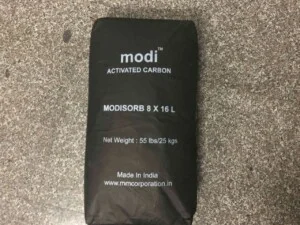 modi™
ACTIVATED CARBON
MODISORB 8 X 16 L
Net Weight : 55 lbs/25 kgs
Made In India
www.mmcorporation.in